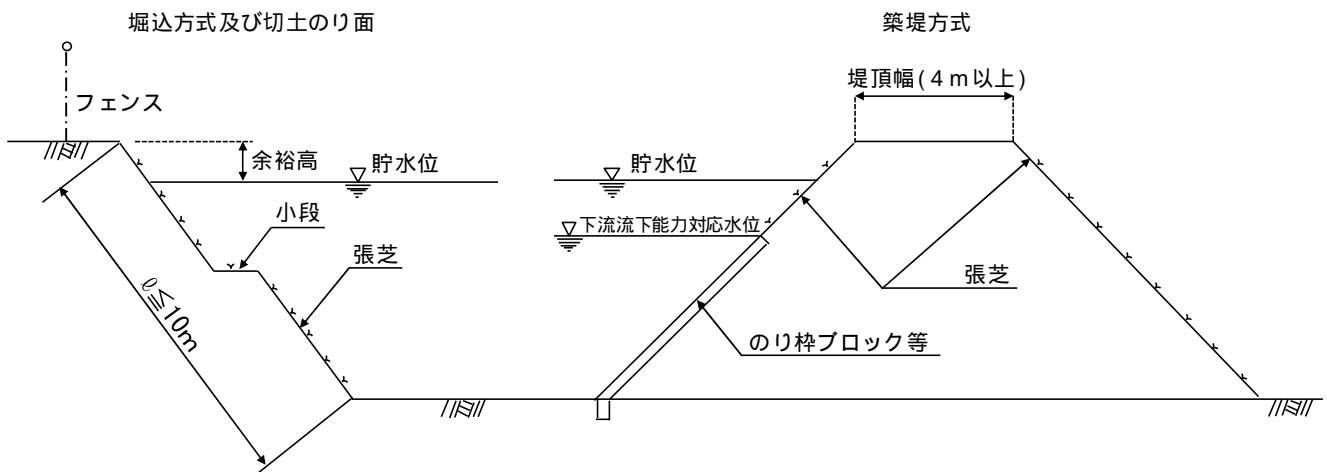 堀込方式及び切土のり面
築堤方式
堤頂幅(4m以上)
フェンス
余裕高
貯水位
貯水位
小段
下流流下能力対応水位
張芝
張芝
ℓ≦10m
のり枠ブロック等